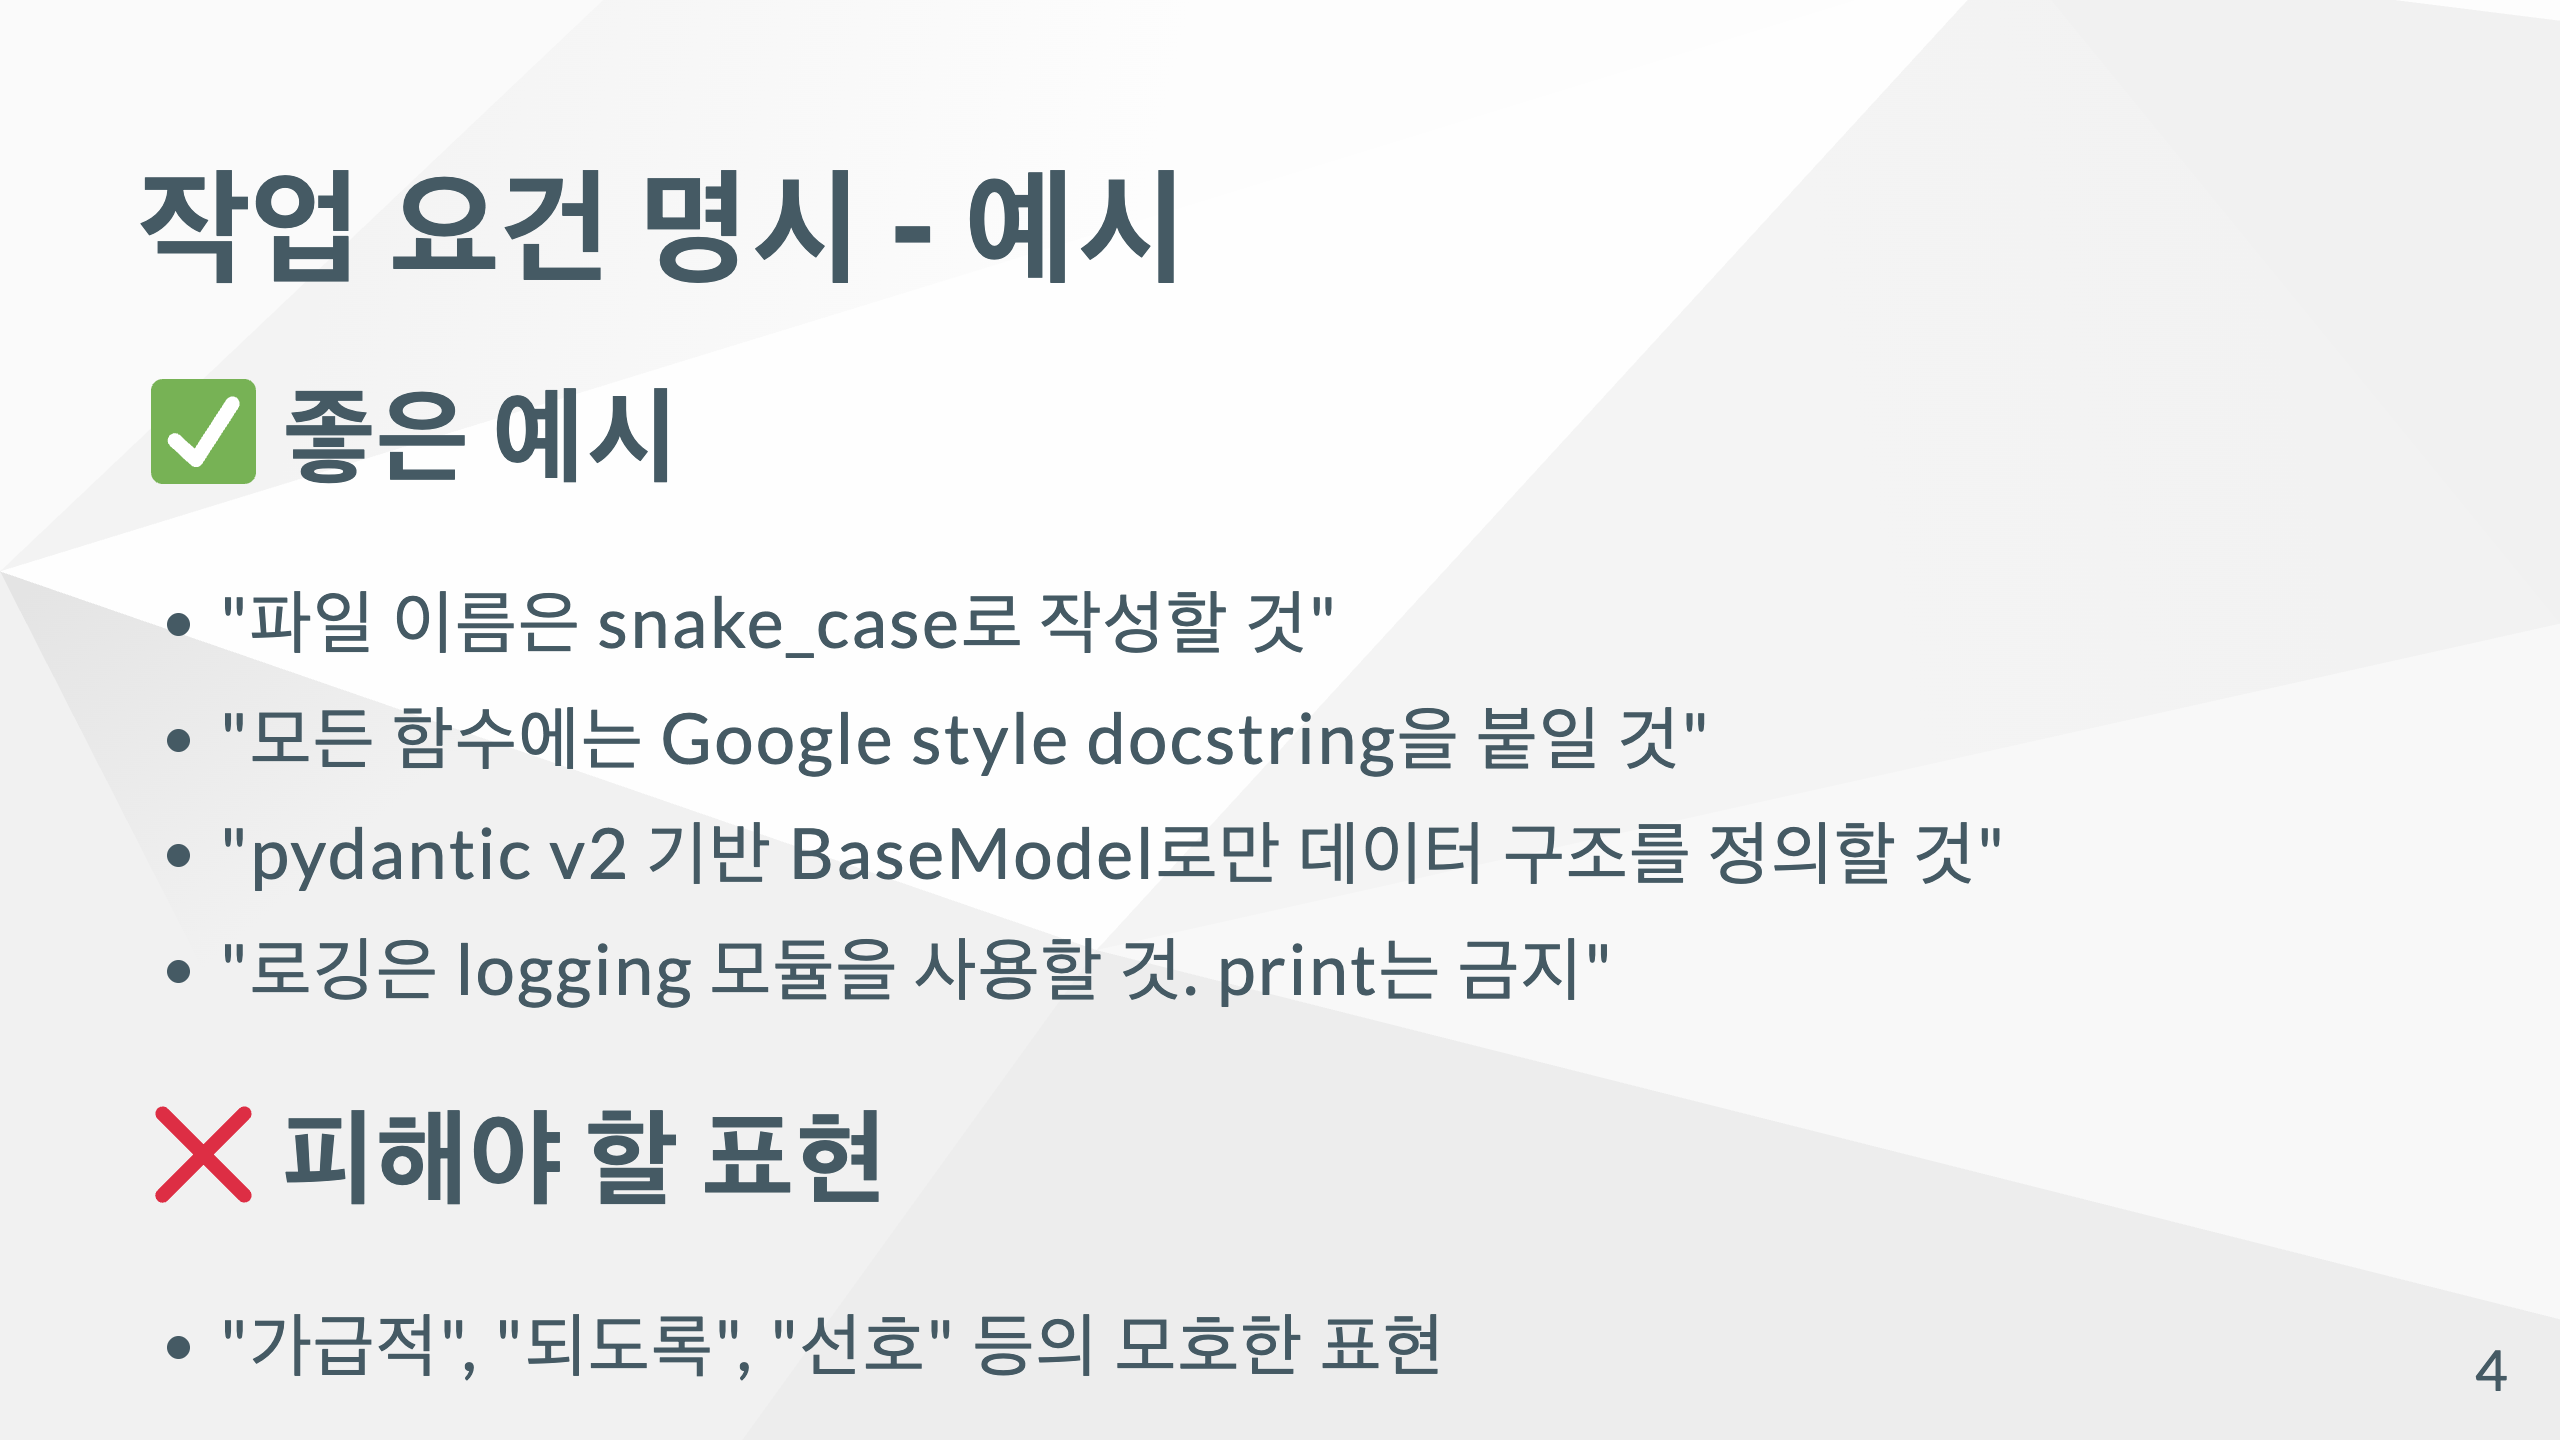 작업 요건 명시 - 예시
✅ 좋은 예시
• "파일 이름은 snake_case로 작성할 것"
• "모든 함수에는 Google style docstring을 붙일 것"
• "pydantic v2 기반 BaseModel로만 데이터 구조를 정의할 것"
• "로깅은 logging 모듈을 사용할 것. print는 금지"
❌ 피해야 할 표현
• "가급적", "되도록", "선호" 등의 모호한 표현
4